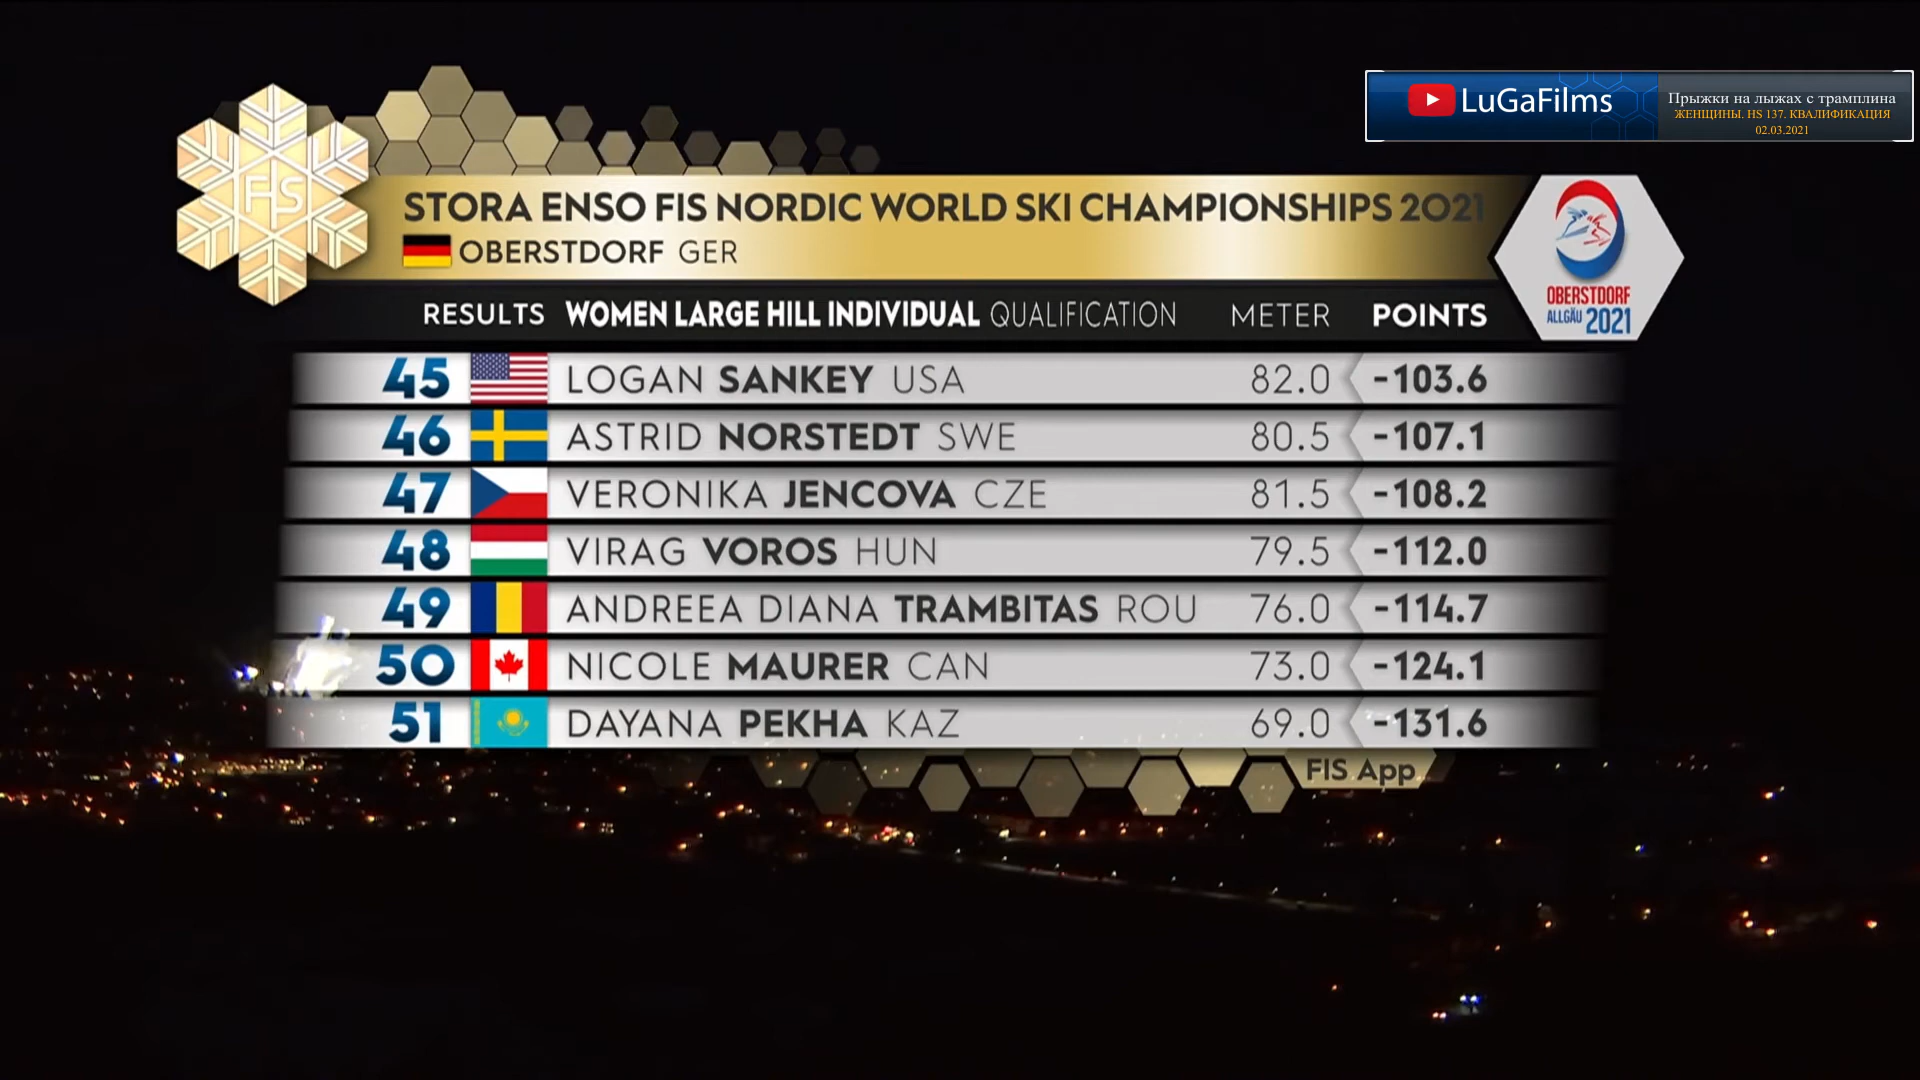 LuGaFilms
Прыжки на лыжах с трамплина
ЖЕНЩИНЫ. HS 137. КВАЛИФИКАЦИЯ
02.03.2021
FIS
STORA ENSO FIS NORDIC WORLD SKI CHAMPIONSHIPS 2021
OBERSTDORF GER
OBERSTDORF
ALLGÄU 2021
RESULTS WOMEN LARGE HILL INDIVIDUAL QUALIFICATION METER POINTS
45 LOGAN SANKEY USA 82.0 -103.6
46 ASTRID NORSTEDT SWE 80.5 -107.1
47 VERONIKA JENCOVA CZE 81.5 -108.2
48 VIRAG VOROS HUN 79.5 -112.0
49 ANDREEA DIANA TRAMBITAS ROU 76.0 -114.7
50 NICOLE MAURER CAN 73.0 -124.1
51 DAYANA PEKHA KAZ 69.0 -131.6
FIS App